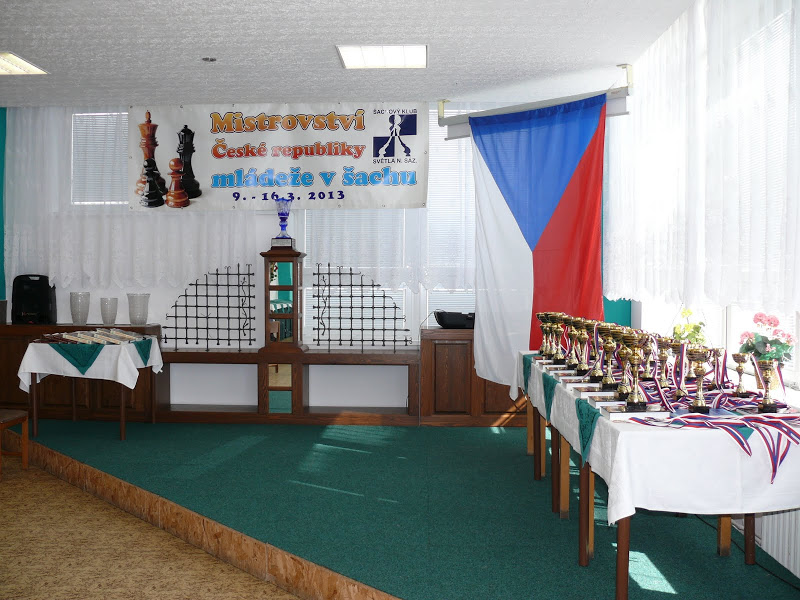 Mistrovství
České republiky
mládeže v šachu
9. - 16.3. 2013
ŠACHOVÝ KLUB
SVĚTLÁ N. SÁZ.